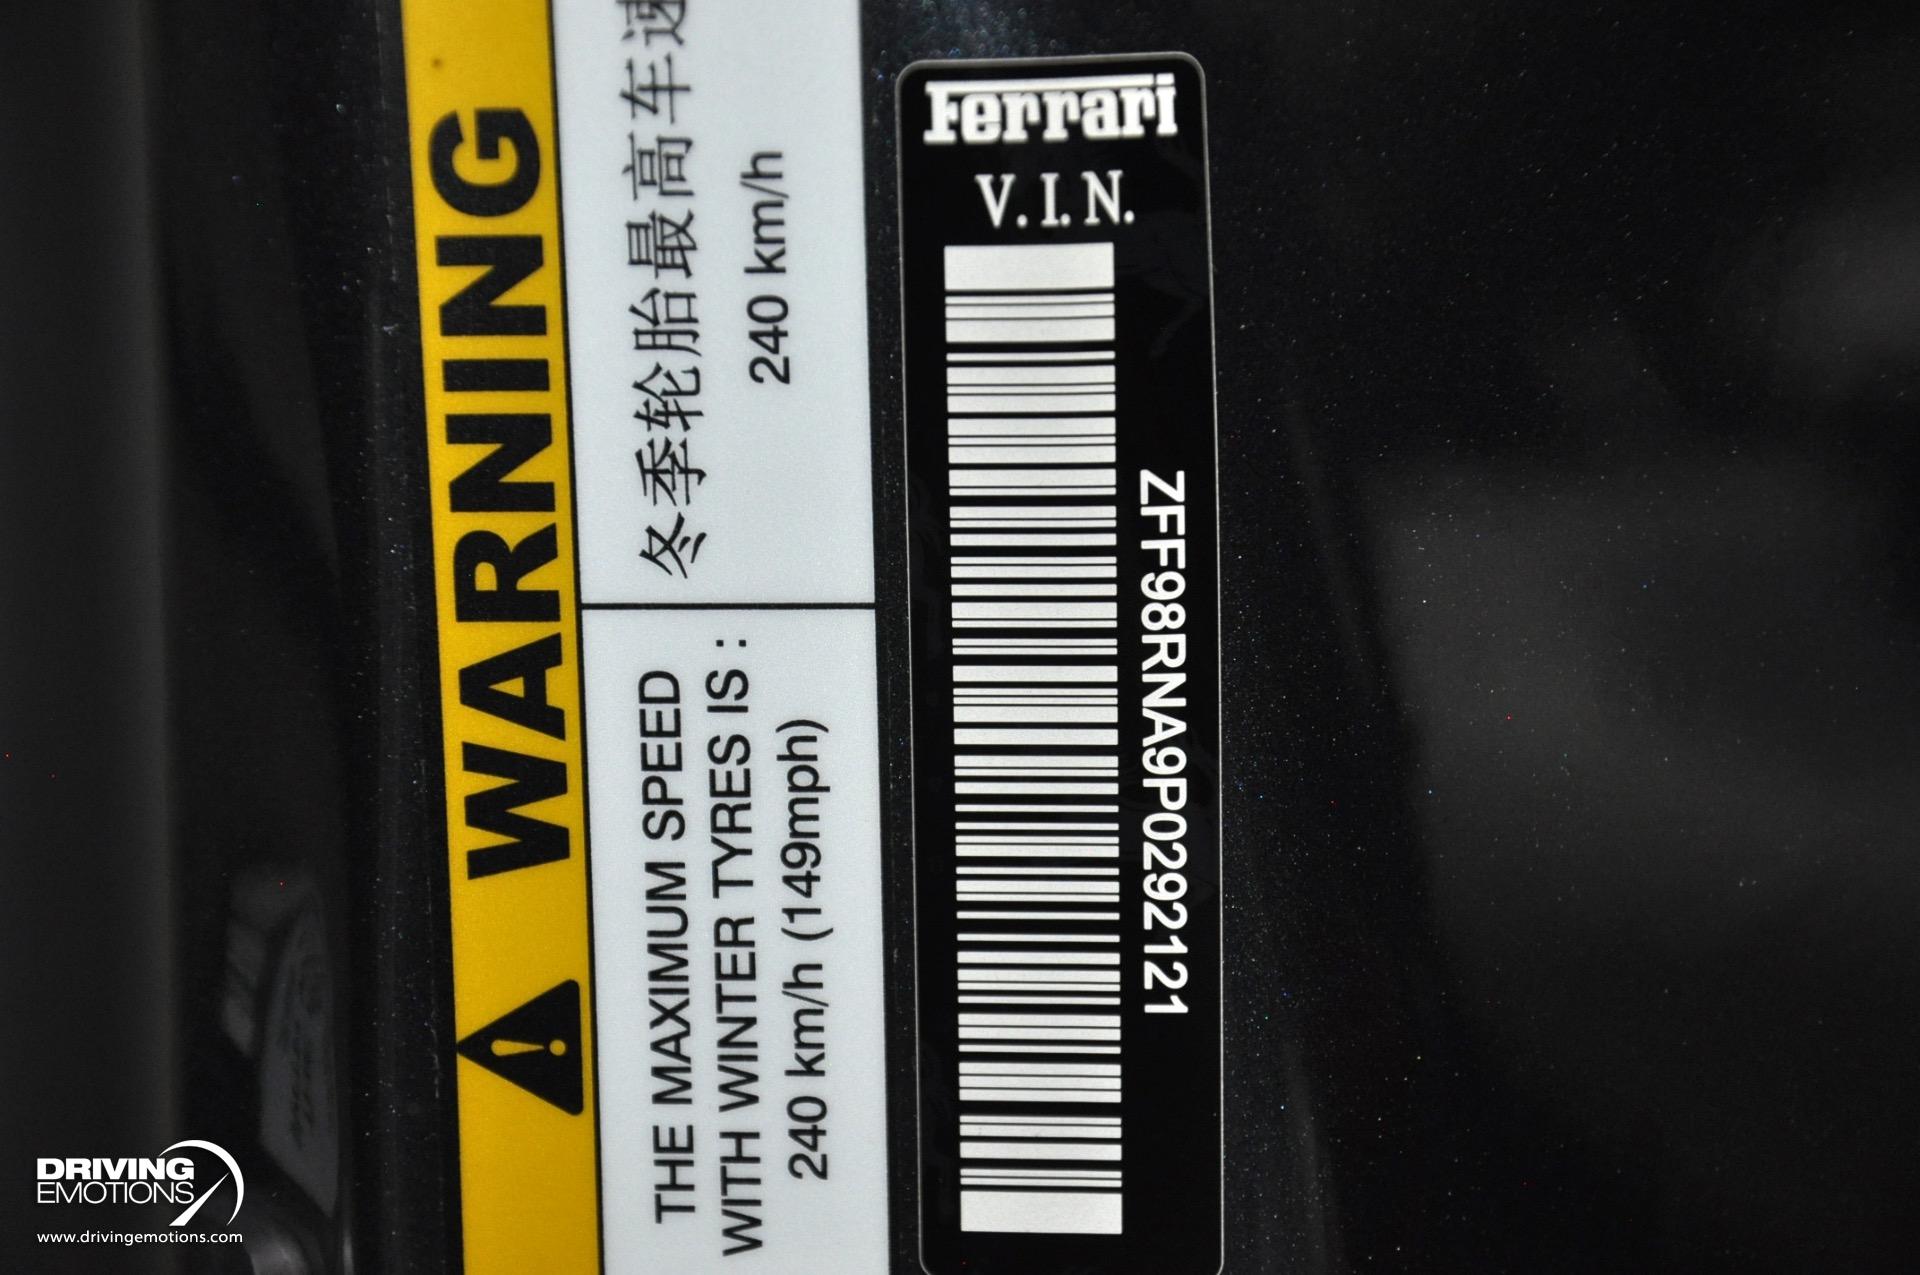 WARNING
冬季轮胎最高车速
240 km/h
THE MAXIMUM SPEED
WITH WINTER TYRES IS :
240 km/h (149mph)
Ferrari
V.I.N.
ZFF98RNA9P0292121
DRIVING
EMOTIONS
www.drivingemotions.com